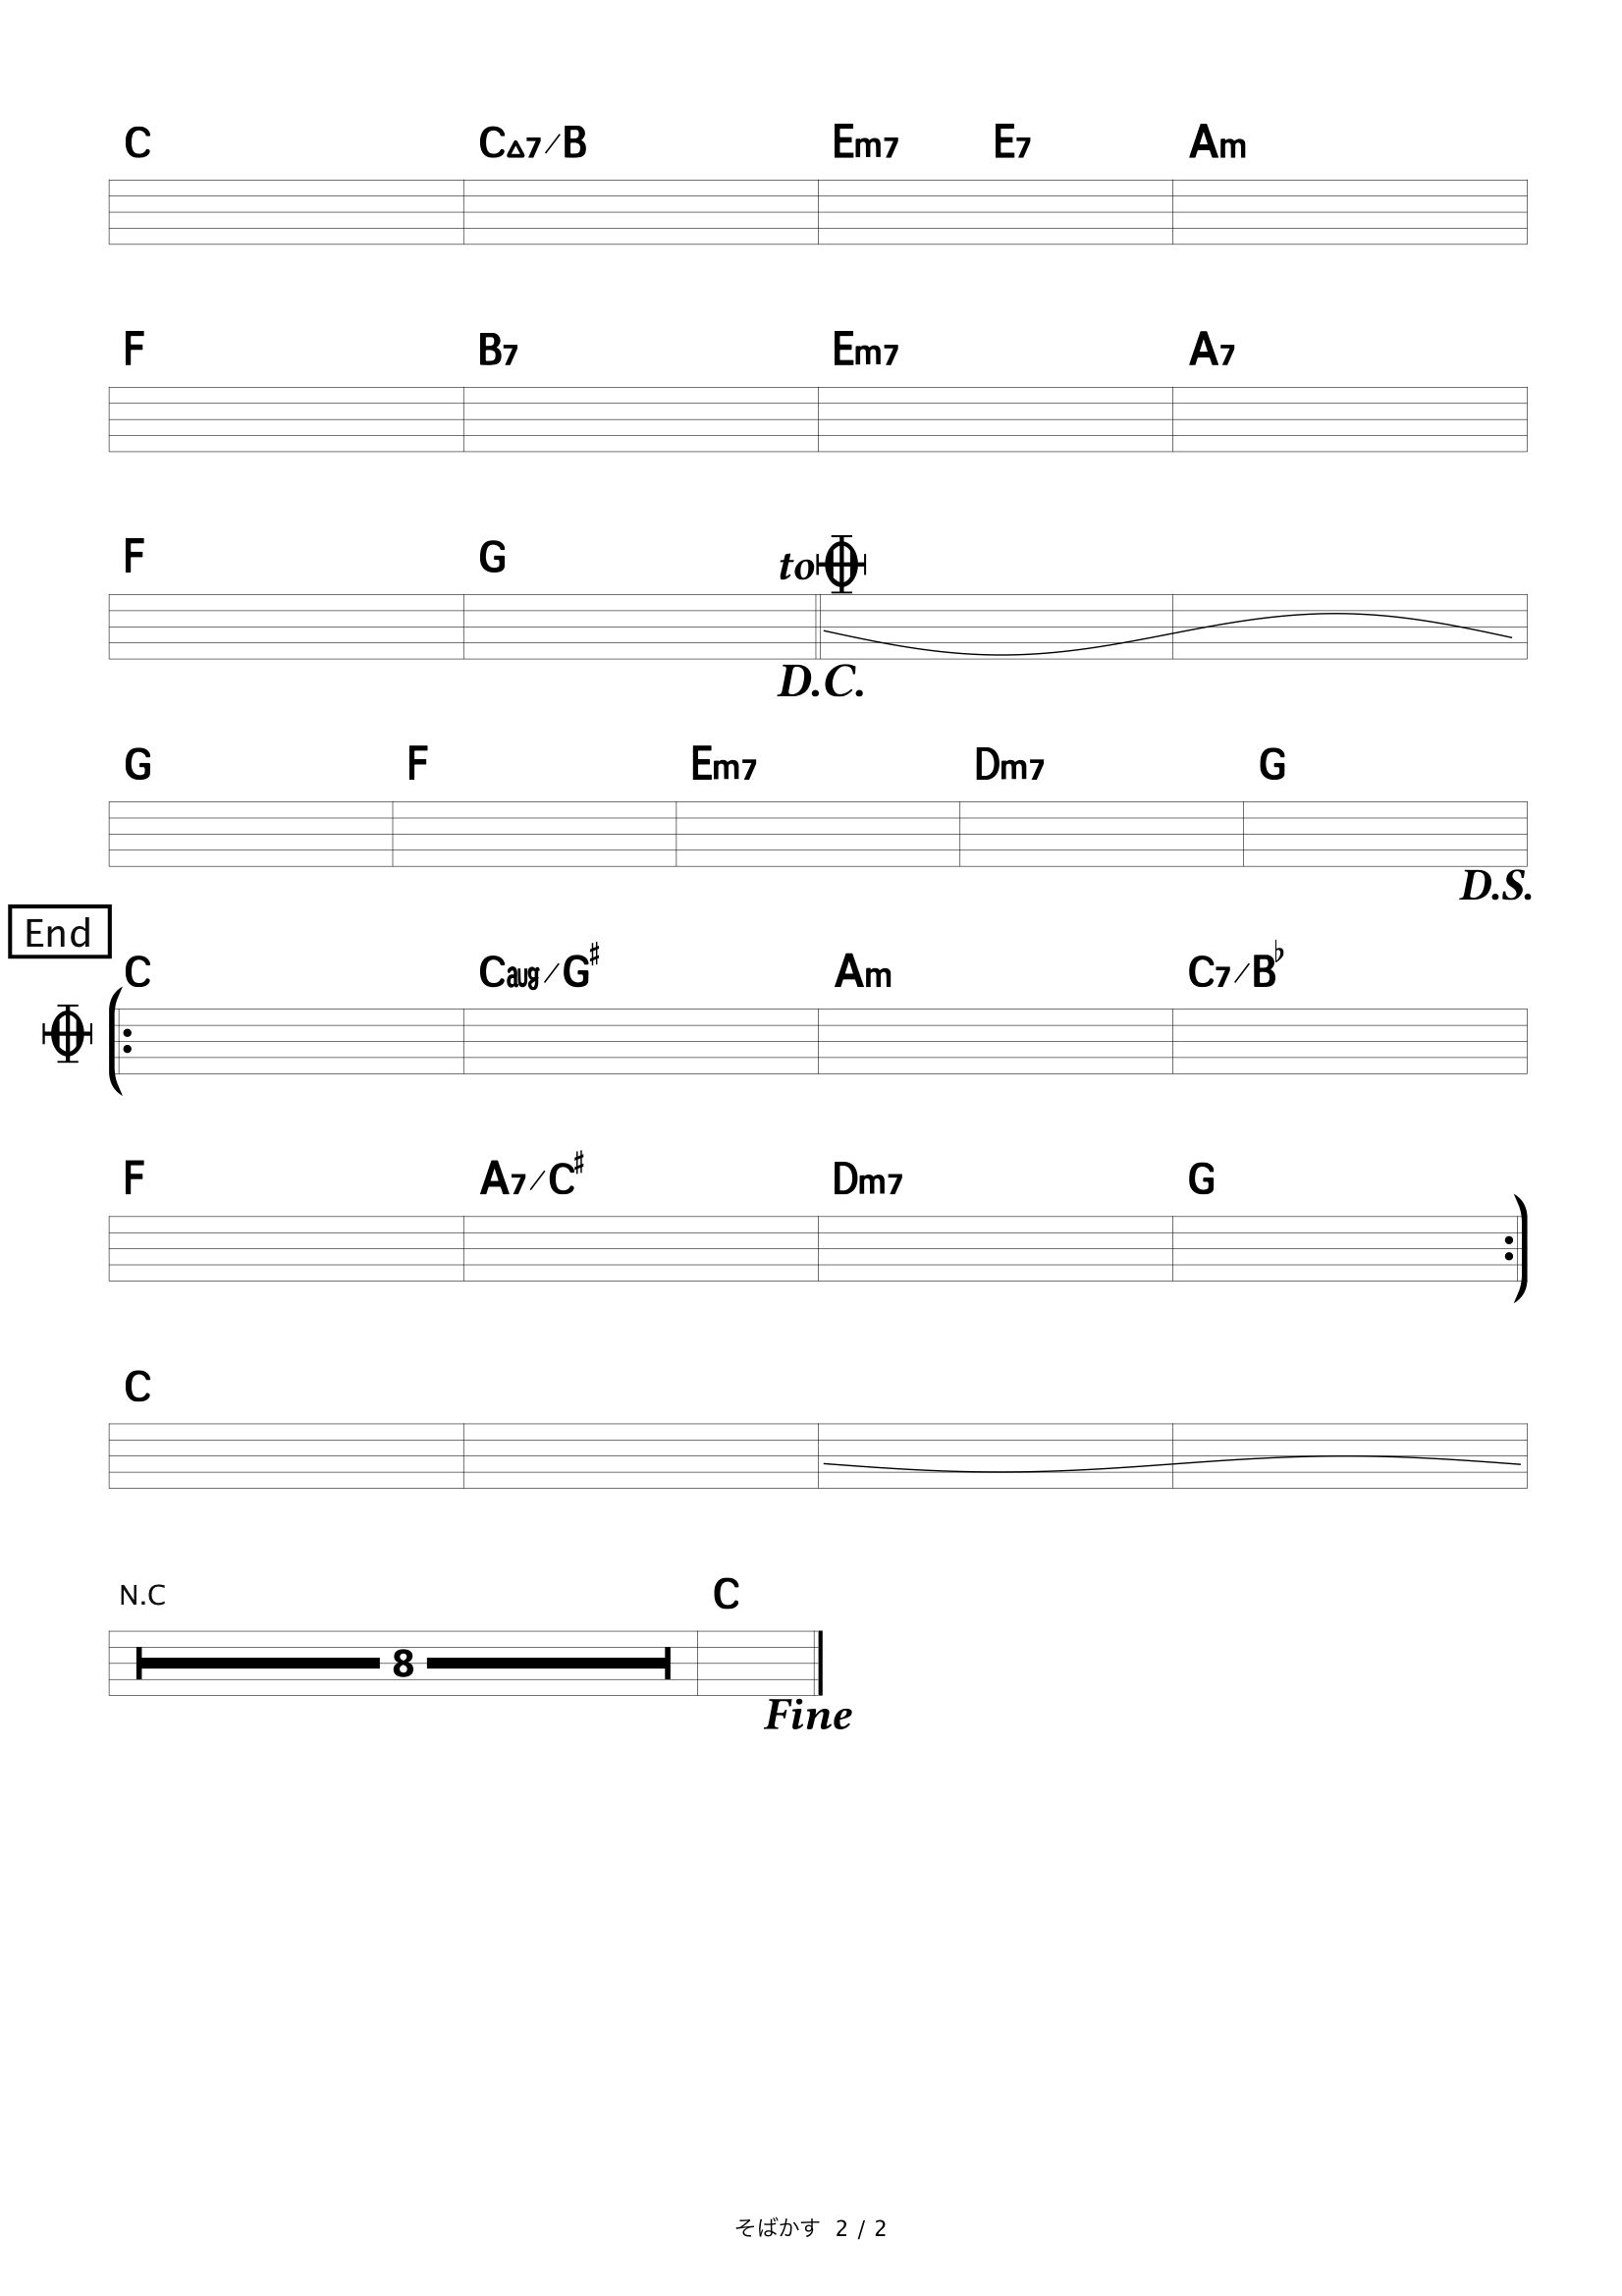 C C△7/B Em7 E7 Am
F B7 Em7 A7
F G to
D.C.
G F Em7 Dm7 G
D.S.
End
C Caug/G♯ Am C7/B♭
F A7/C♯ Dm7 G
C
N.C C
8
Fine
そばかす 2 / 2